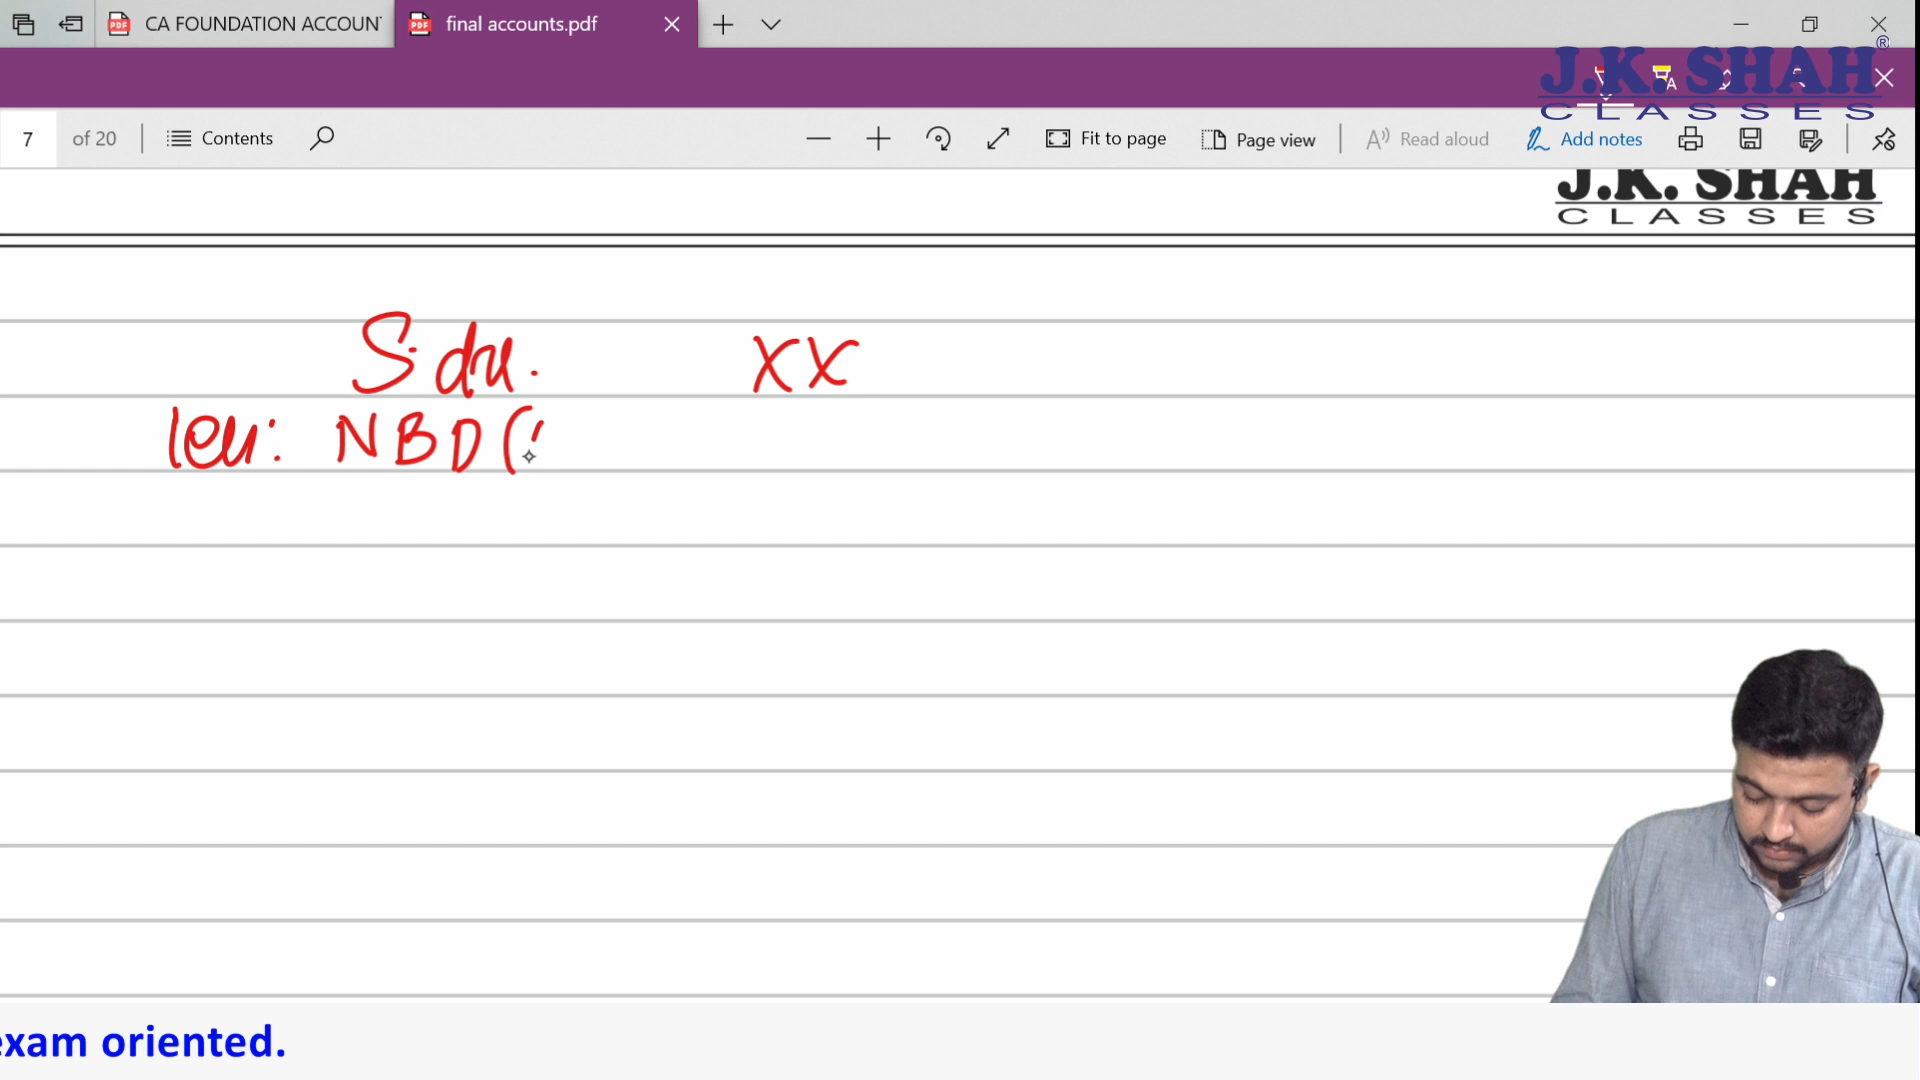 CA FOUNDATION ACCOUN
final accounts.pdf
J.K. SHAH®
CLASSES
7 of 20
Contents
Fit to page
Page view
Read aloud
Add notes
J.K. SHAH
CLASSES
S. dr. XX
less: NBD (
exam oriented.